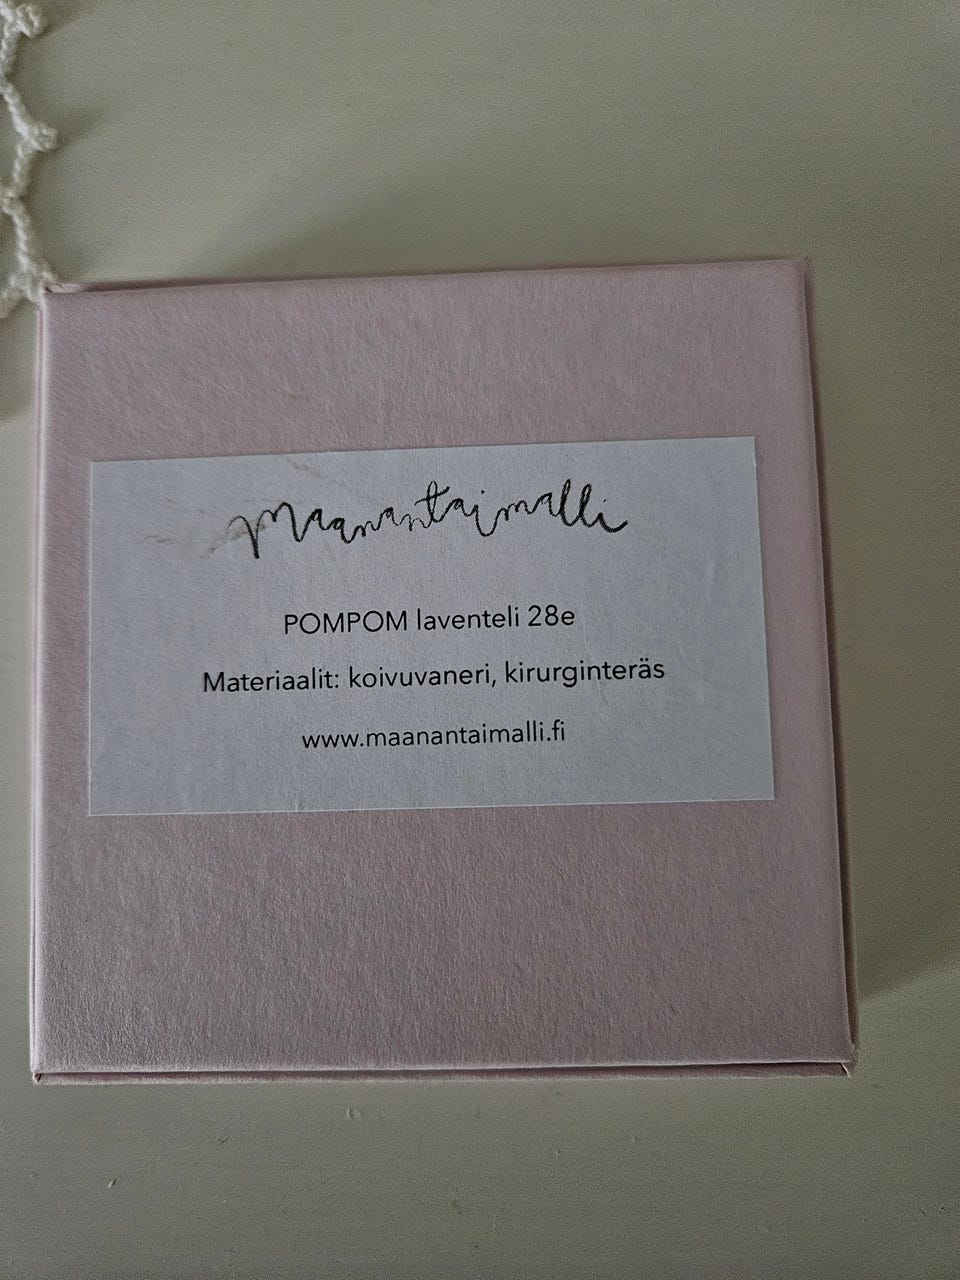 Maanantaimalli
POMPOM laventeli 28e
Materiaalit: koivuvaneri, kirurginteräs
www.maanantaimalli.fi